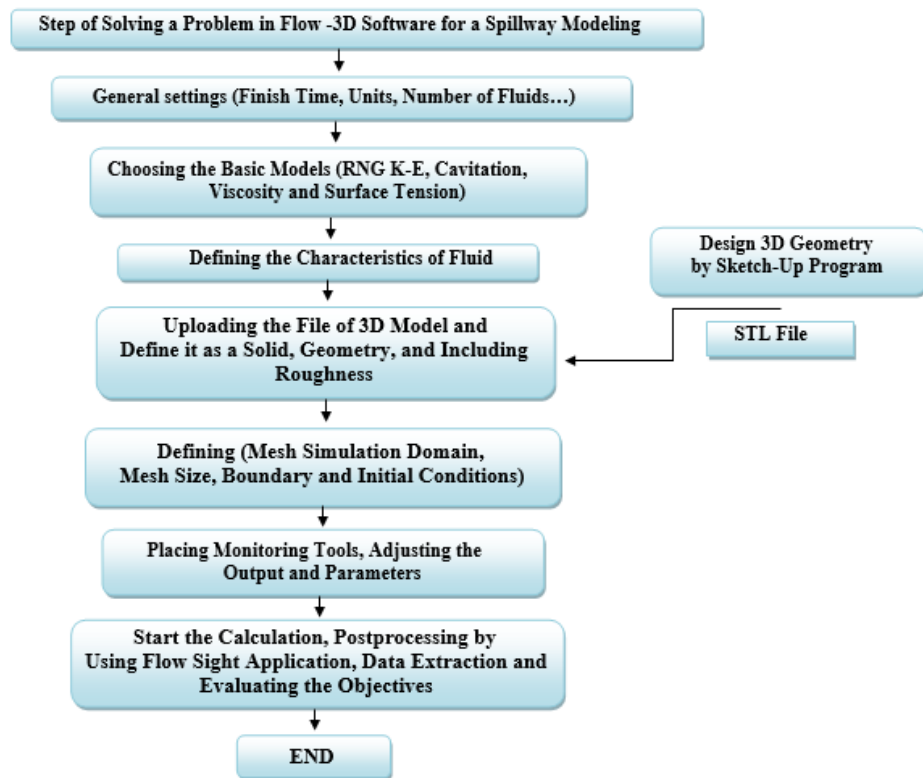 Step of Solving a Problem in Flow -3D Software for a Spillway Modeling
General settings (Finish Time, Units, Number of Fluids…)
Choosing the Basic Models (RNG K-E, Cavitation,
Viscosity and Surface Tension)
Defining the Characteristics of Fluid
Design 3D Geometry
by Sketch-Up Program
STL File
Uploading the File of 3D Model and
Define it as a Solid, Geometry, and Including
Roughness
Defining (Mesh Simulation Domain,
Mesh Size, Boundary and Initial Conditions)
Placing Monitoring Tools, Adjusting the
Output and Parameters
Start the Calculation, Postprocessing by
Using Flow Sight Application, Data Extraction and
Evaluating the Objectives
END